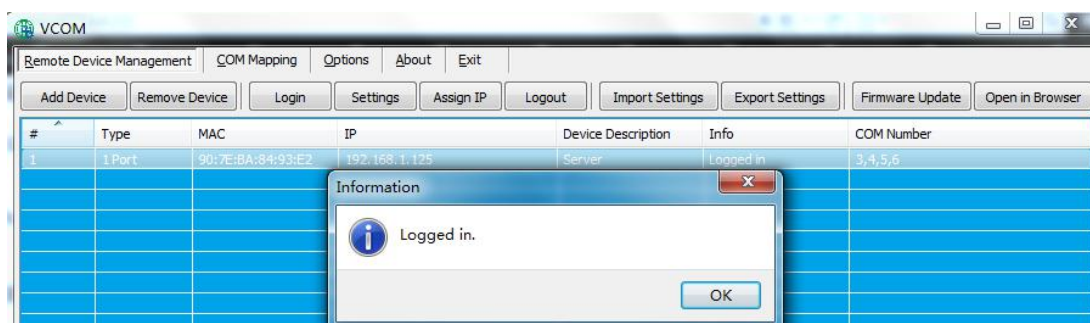 VCOM
Remote Device Management COM Mapping Options About Exit
Add Device Remove Device Login Settings Assign IP Logout Import Settings Export Settings Firmware Update Open in Browser
# Type MAC IP Device Description Info COM Number
1 1 Port 90:7E:BA:84:93:E2 192.168.1.125 Server Logged in 3,4,5,6
Information
Logged in.
OK